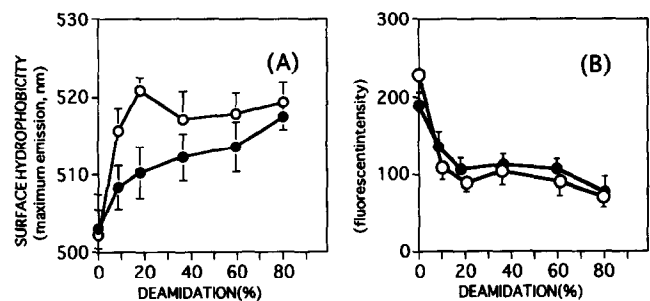 SURFACE HYDROPHOBICITY
(maximum emission, nm)
530
520
510
500
(A)
0 20 40 60 80
DEAMIDATION(%)
(fluorescentintensity)
300
200
100
0
(B)
0 20 40 60 80
DEAMIDATION(%)